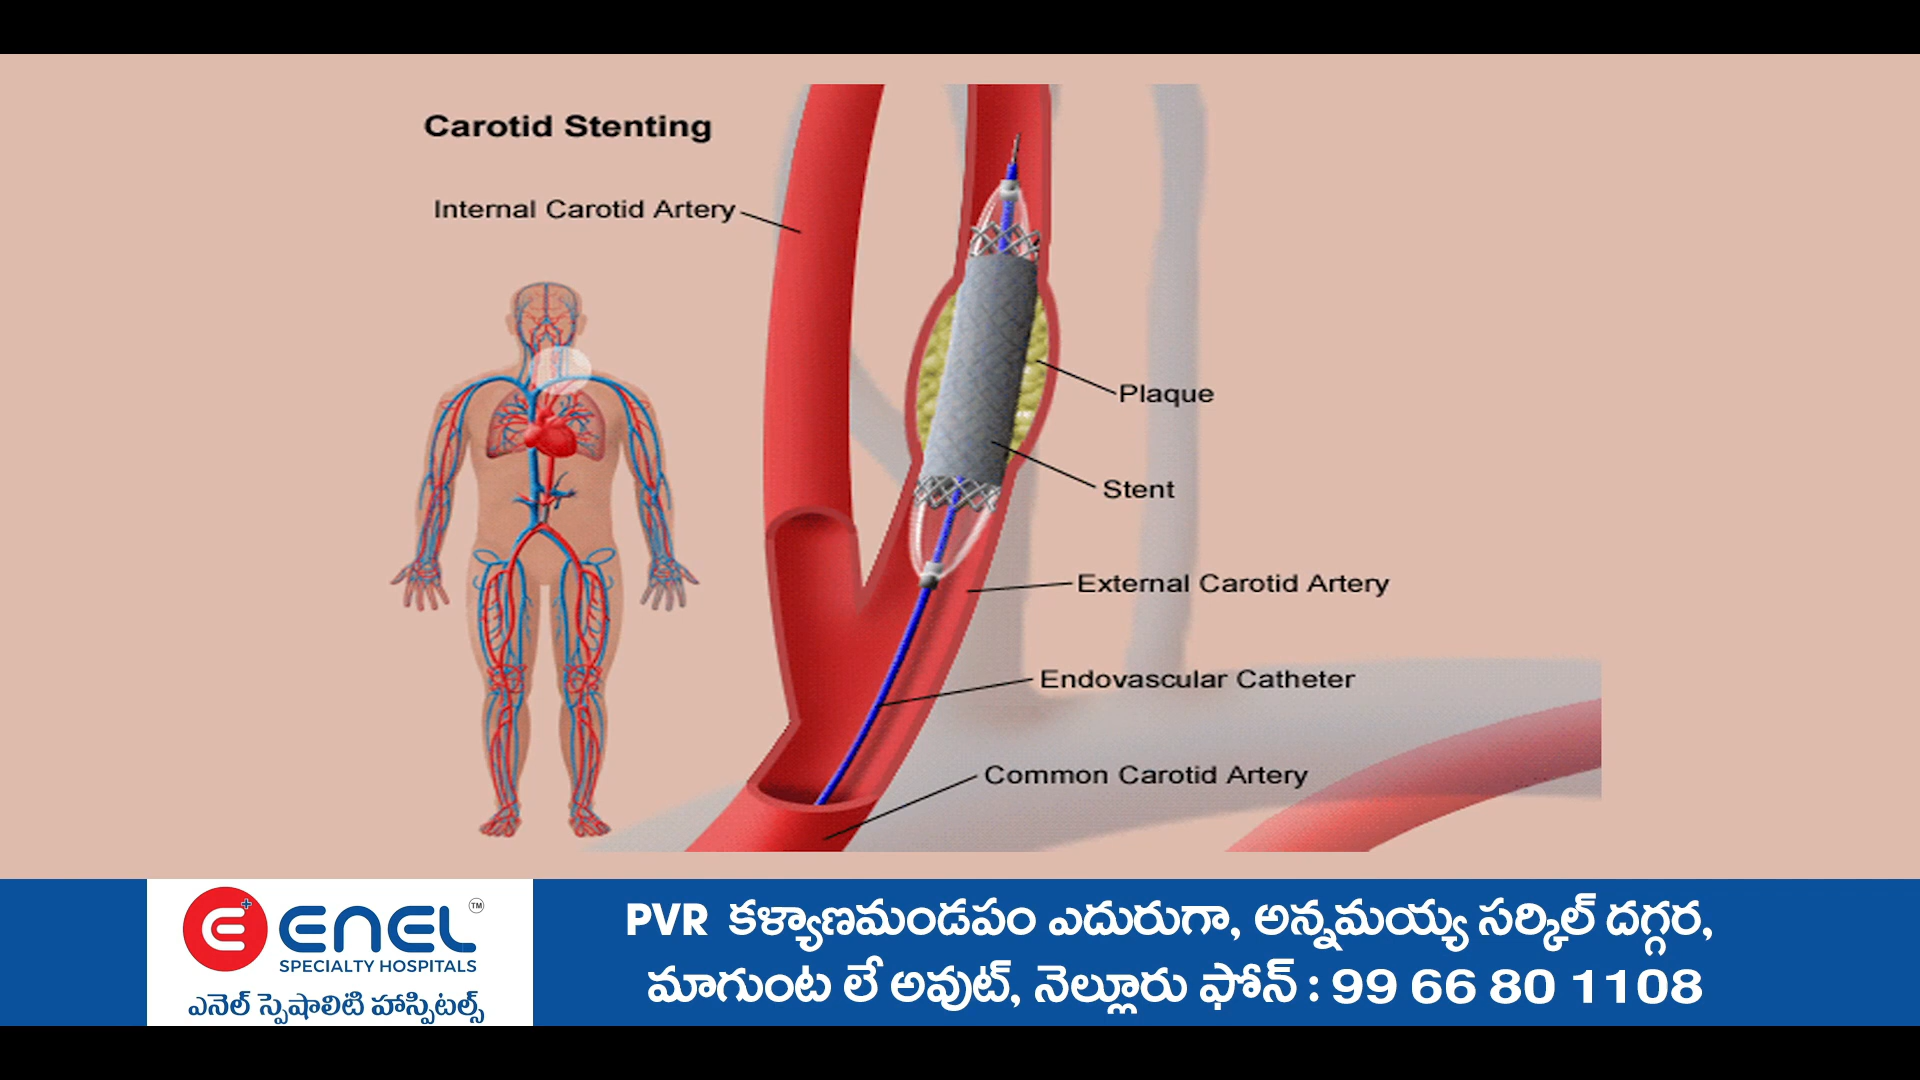 Carotid Stenting
Internal Carotid Artery
Plaque
Stent
External Carotid Artery
Endovascular Catheter
Common Carotid Artery
ENEL TM
SPECIALTY HOSPITALS
ఎనెల్ స్పెషాలిటి హాస్పిటల్స్
PVR కళ్యాణమండపం ఎదురుగా, అన్నమయ్య సర్కిల్ దగ్గర,
మాగుంట లే అవుట్, నెల్లూరు ఫోన్ : 99 66 80 1108